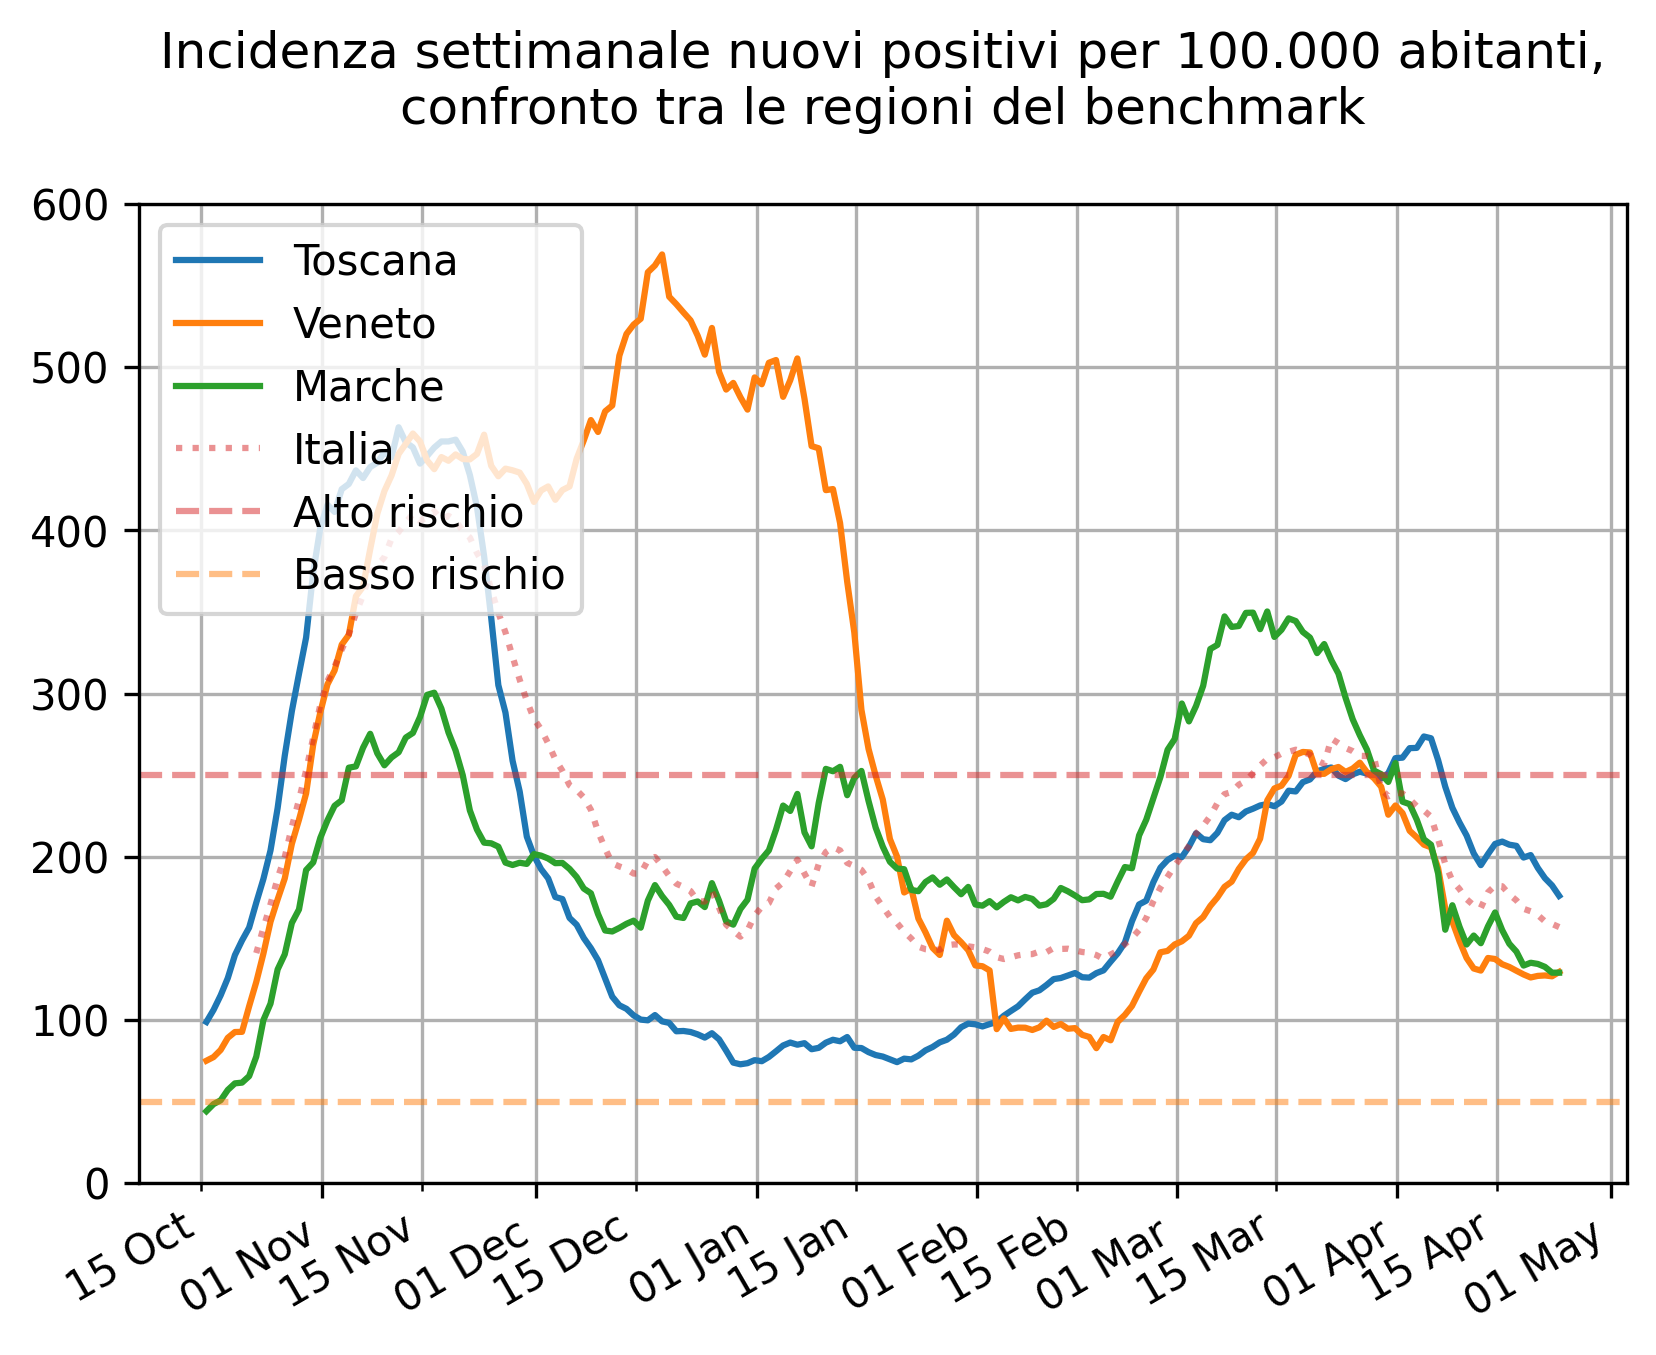 Incidenza settimanale nuovi positivi per 100.000 abitanti,
confronto tra le regioni del benchmark
600
500
400
300
200
100
0
Toscana
Veneto
Marche
Italia
Alto rischio
Basso rischio
15 Oct
01 Nov
15 Nov
01 Dec
15 Dec
01 Jan
15 Jan
01 Feb
15 Feb
01 Mar
15 Mar
01 Apr
15 Apr
01 May